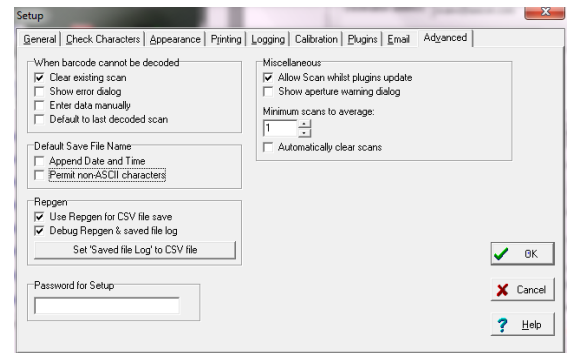 Setup
General Check Characters Appearance Printing Logging Calibration Plugins Email Advanced
When barcode cannot be decoded
Clear existing scan
Show error dialog
Enter data manually
Default to last decoded scan
Default Save File Name
Append Date and Time
Permit non-ASCII characters
Repgen
Use Repgen for CSV file save
Debug Repgen & saved file log
Set 'Saved file Log' to CSV file
Password for Setup
Miscellaneous
Allow Scan whilst plugins update
Show aperture warning dialog
Minimum scans to average:
1
Automatically clear scans
OK
Cancel
Help